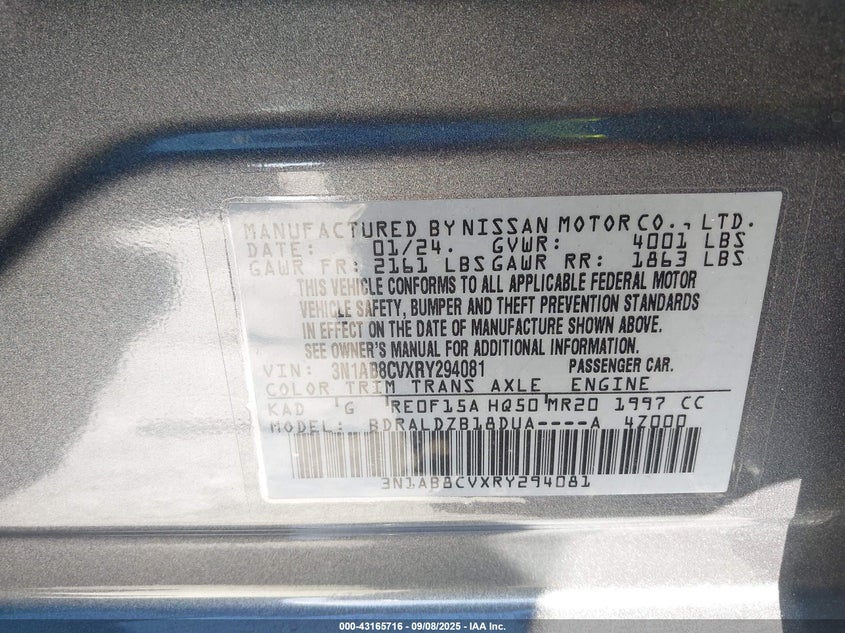 MANUFACTURED BY NISSAN MOTOR CO., LTD.
DATE: 01/24. GVWR: 4001 LBS
GAWR FR: 2161 LBS GAWR RR: 1863 LBS
THIS VEHICLE CONFORMS TO ALL APPLICABLE FEDERAL MOTOR
VEHICLE SAFETY, BUMPER AND THEFT PREVENTION STANDARDS
IN EFFECT ON THE DATE OF MANUFACTURE SHOWN ABOVE.
SEE OWNER'S MANUAL FOR ADDITIONAL INFORMATION.
VIN: 3N1AB8CVXRY294081 PASSENGER CAR.
COLOR TRIM TRANS AXLE ENGINE
KAD G RE0F15A HQ50 MR20 1997 CC
MODEL: BDRALDZB18DUA----A 4Z000
3N1AB8CVXRY294081
000-43165716 - 09/08/2025 - IAA Inc.